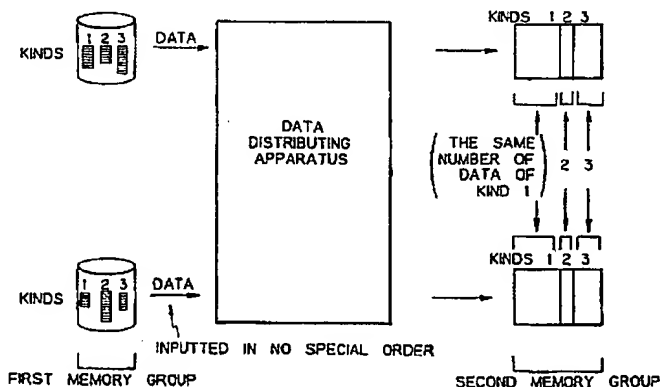 KINDS 1 2 3
DATA
KINDS 1 2 3
DATA
DISTRIBUTING
APPARATUS
THE SAME
NUMBER OF
DATA OF
KIND 1
2 3
KINDS 1 2 3
DATA
KINDS 1 2 3
INPUTTED IN NO SPECIAL ORDER
FIRST MEMORY GROUP
SECOND MEMORY GROUP